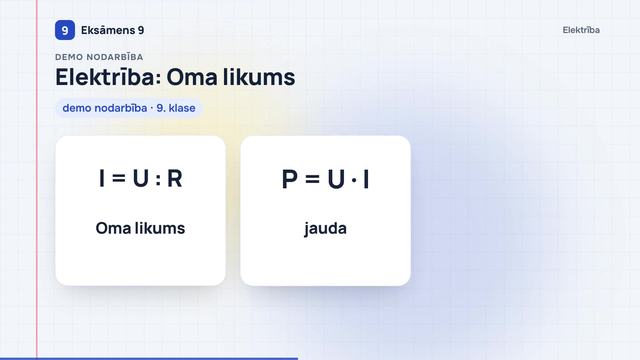 9 Eksāmens 9
Elektrība
DEMO NODARBĪBA
Elektrība: Oma likums
demo nodarbība · 9. klase
I = U : R
Oma likums
P = U · I
jauda